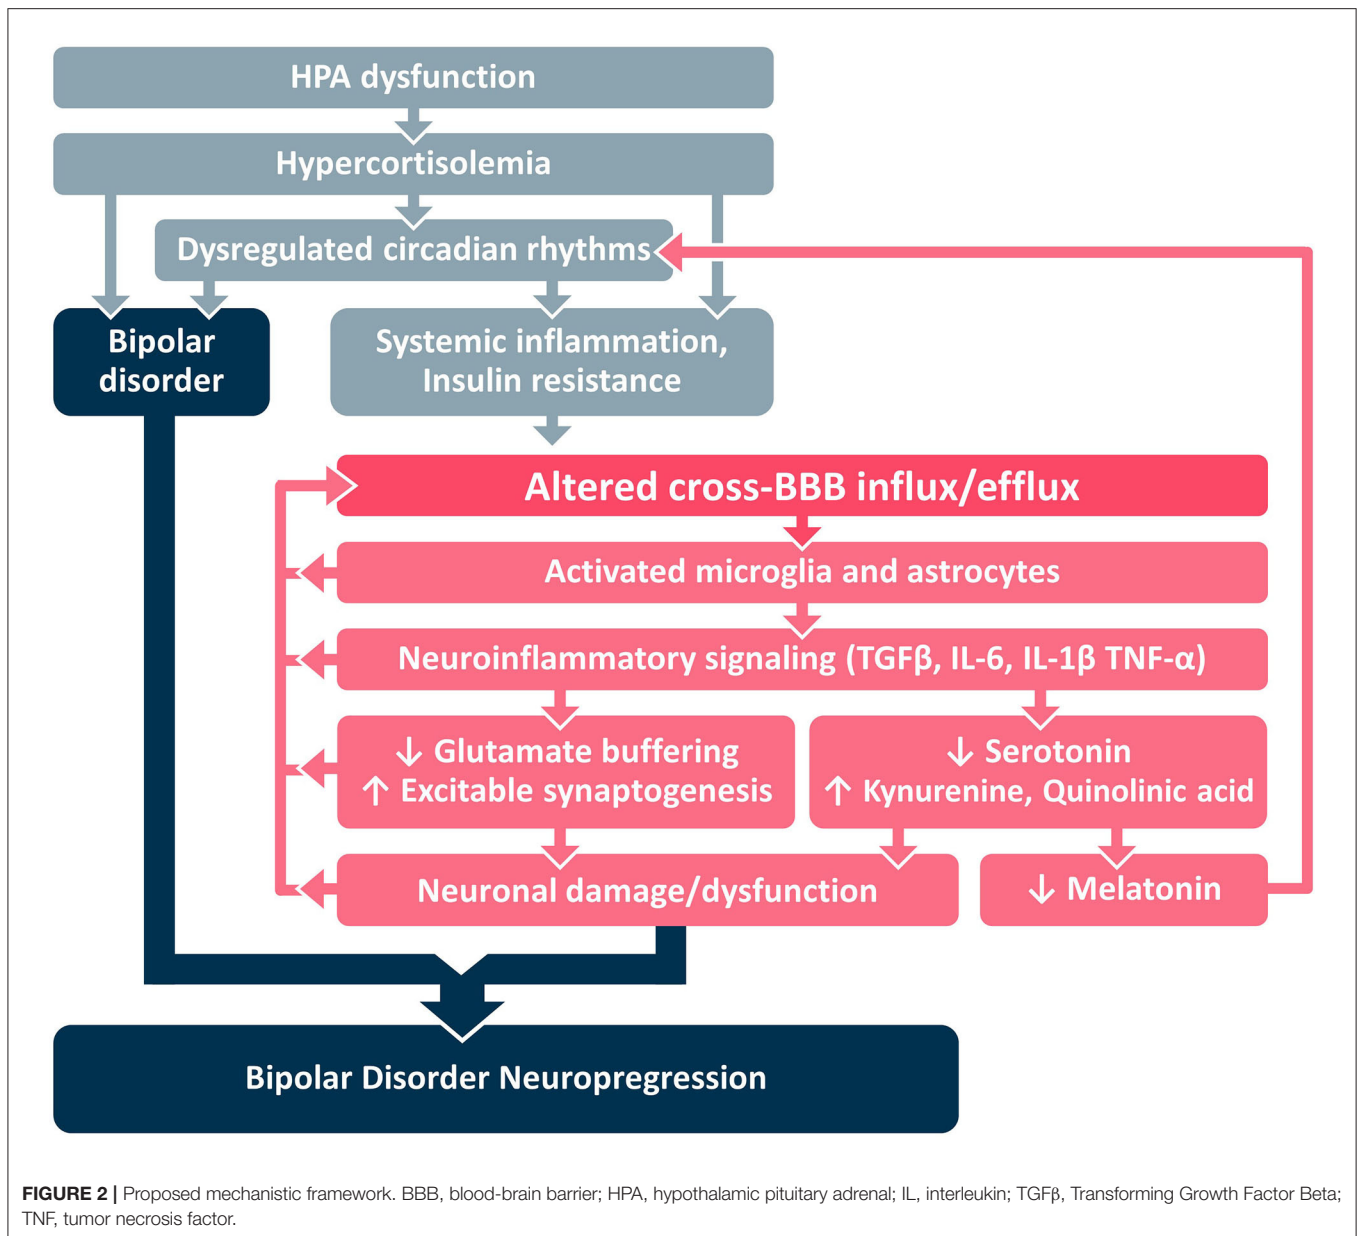 HPA dysfunction
Hypercortisolemia
Dysregulated circadian rhythms
Bipolar
disorder
Systemic inflammation,
Insulin resistance
Altered cross-BBB influx/efflux
Activated microglia and astrocytes
Neuroinflammatory signaling (TGFβ, IL-6, IL-1β TNF-α)
↓ Glutamate buffering
↑ Excitable synaptogenesis
↓ Serotonin
↑ Kynurenine, Quinolinic acid
Neuronal damage/dysfunction
↓ Melatonin
Bipolar Disorder Neuropregression
FIGURE 2 | Proposed mechanistic framework. BBB, blood-brain barrier; HPA, hypothalamic pituitary adrenal; IL, interleukin; TGFβ, Transforming Growth Factor Beta;
TNF, tumor necrosis factor.